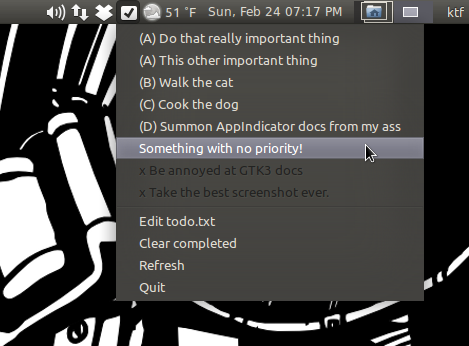 51 °F Sun, Feb 24 07:17 PM ktf
(A) Do that really important thing
(A) This other important thing
(B) Walk the cat
(C) Cook the dog
(D) Summon AppIndicator docs from my ass
Something with no priority!
x Be annoyed at GTK3 docs
x Take the best screenshot ever.
Edit todo.txt
Clear completed
Refresh
Quit